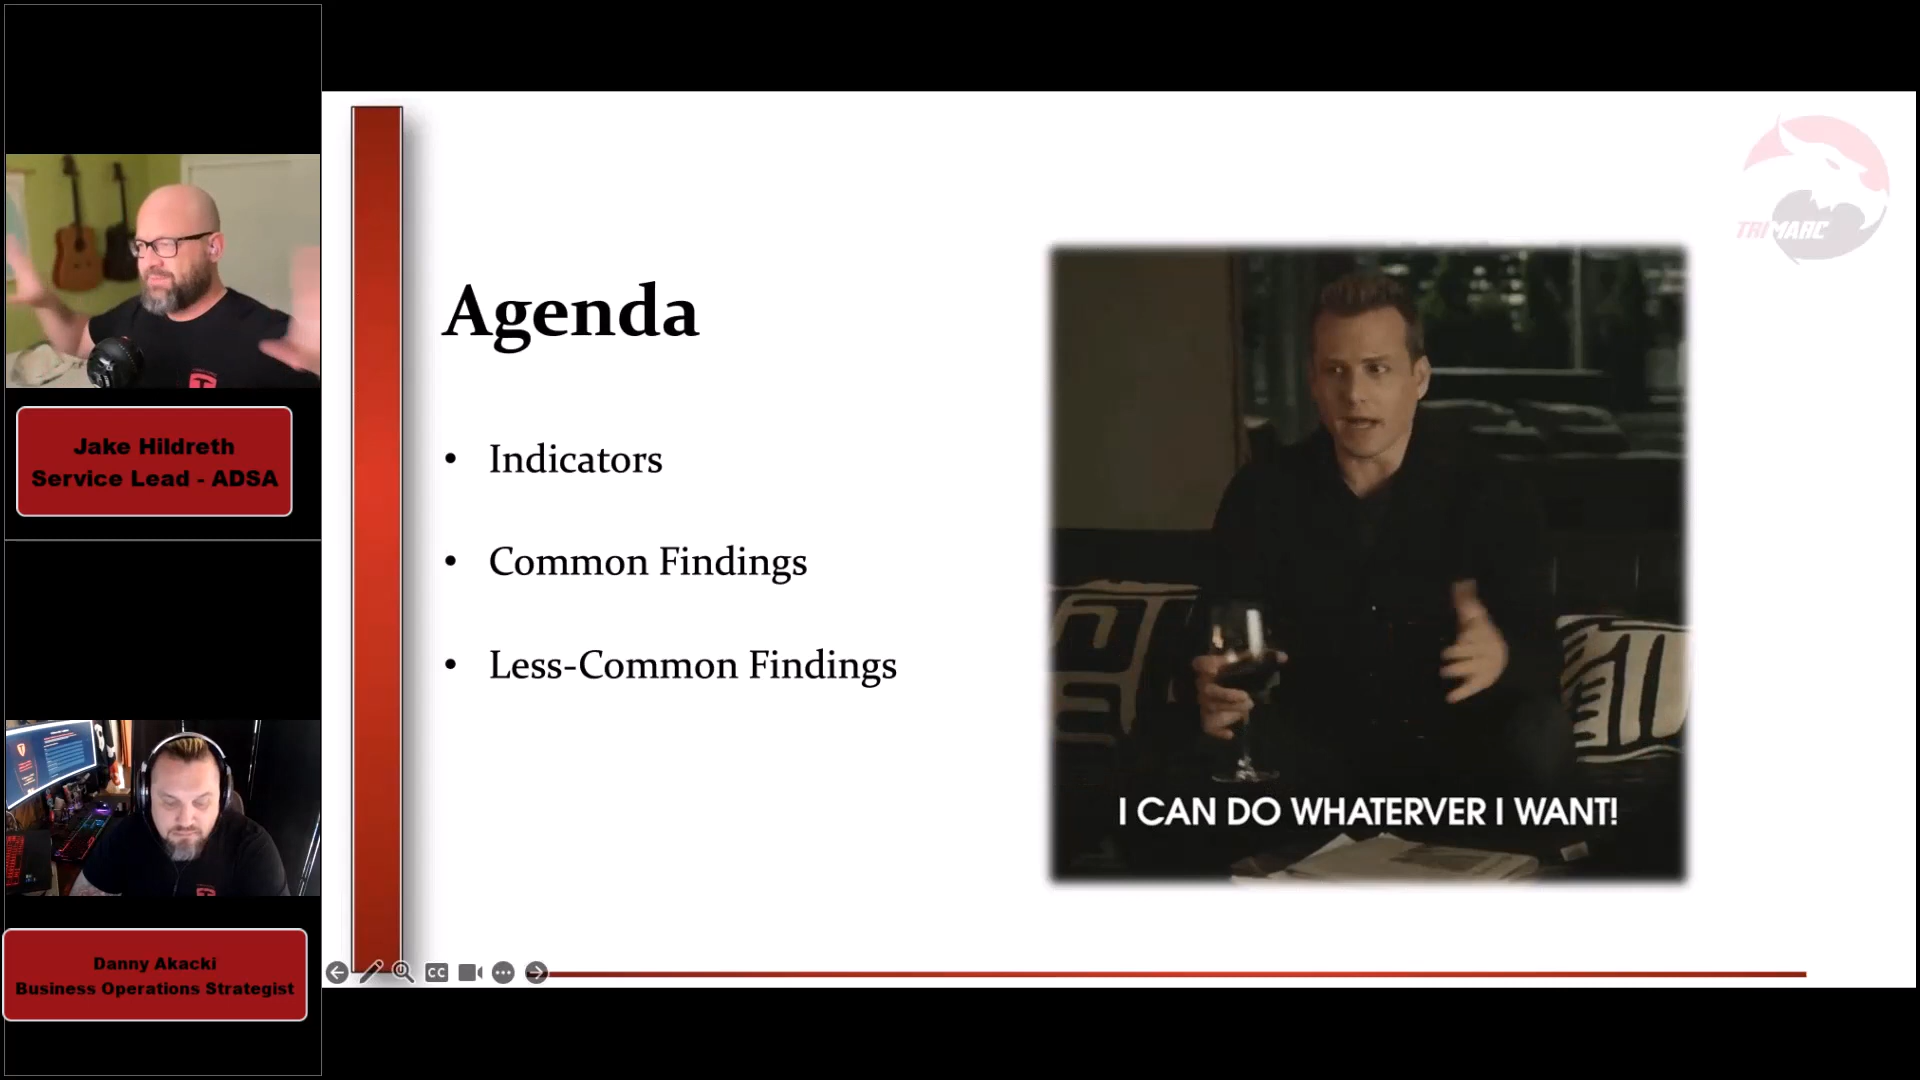 Jake Hildreth
Service Lead - ADSA
Danny Akacki
Business Operations Strategist
TRIMARC
Agenda
• Indicators
• Common Findings
• Less-Common Findings
I CAN DO WHATERVER I WANT!
CC